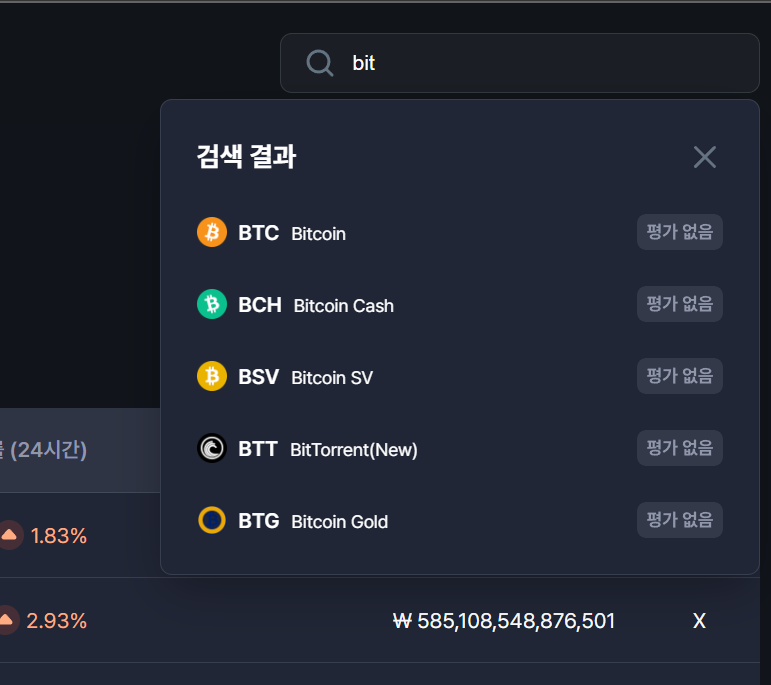 bit
검색 결과
BTC Bitcoin 평가 없음
BCH Bitcoin Cash 평가 없음
BSV Bitcoin SV 평가 없음
BTT BitTorrent(New) 평가 없음
(24시간)
BTG Bitcoin Gold 평가 없음
1.83%
2.93% ₩ 585,108,548,876,501 X